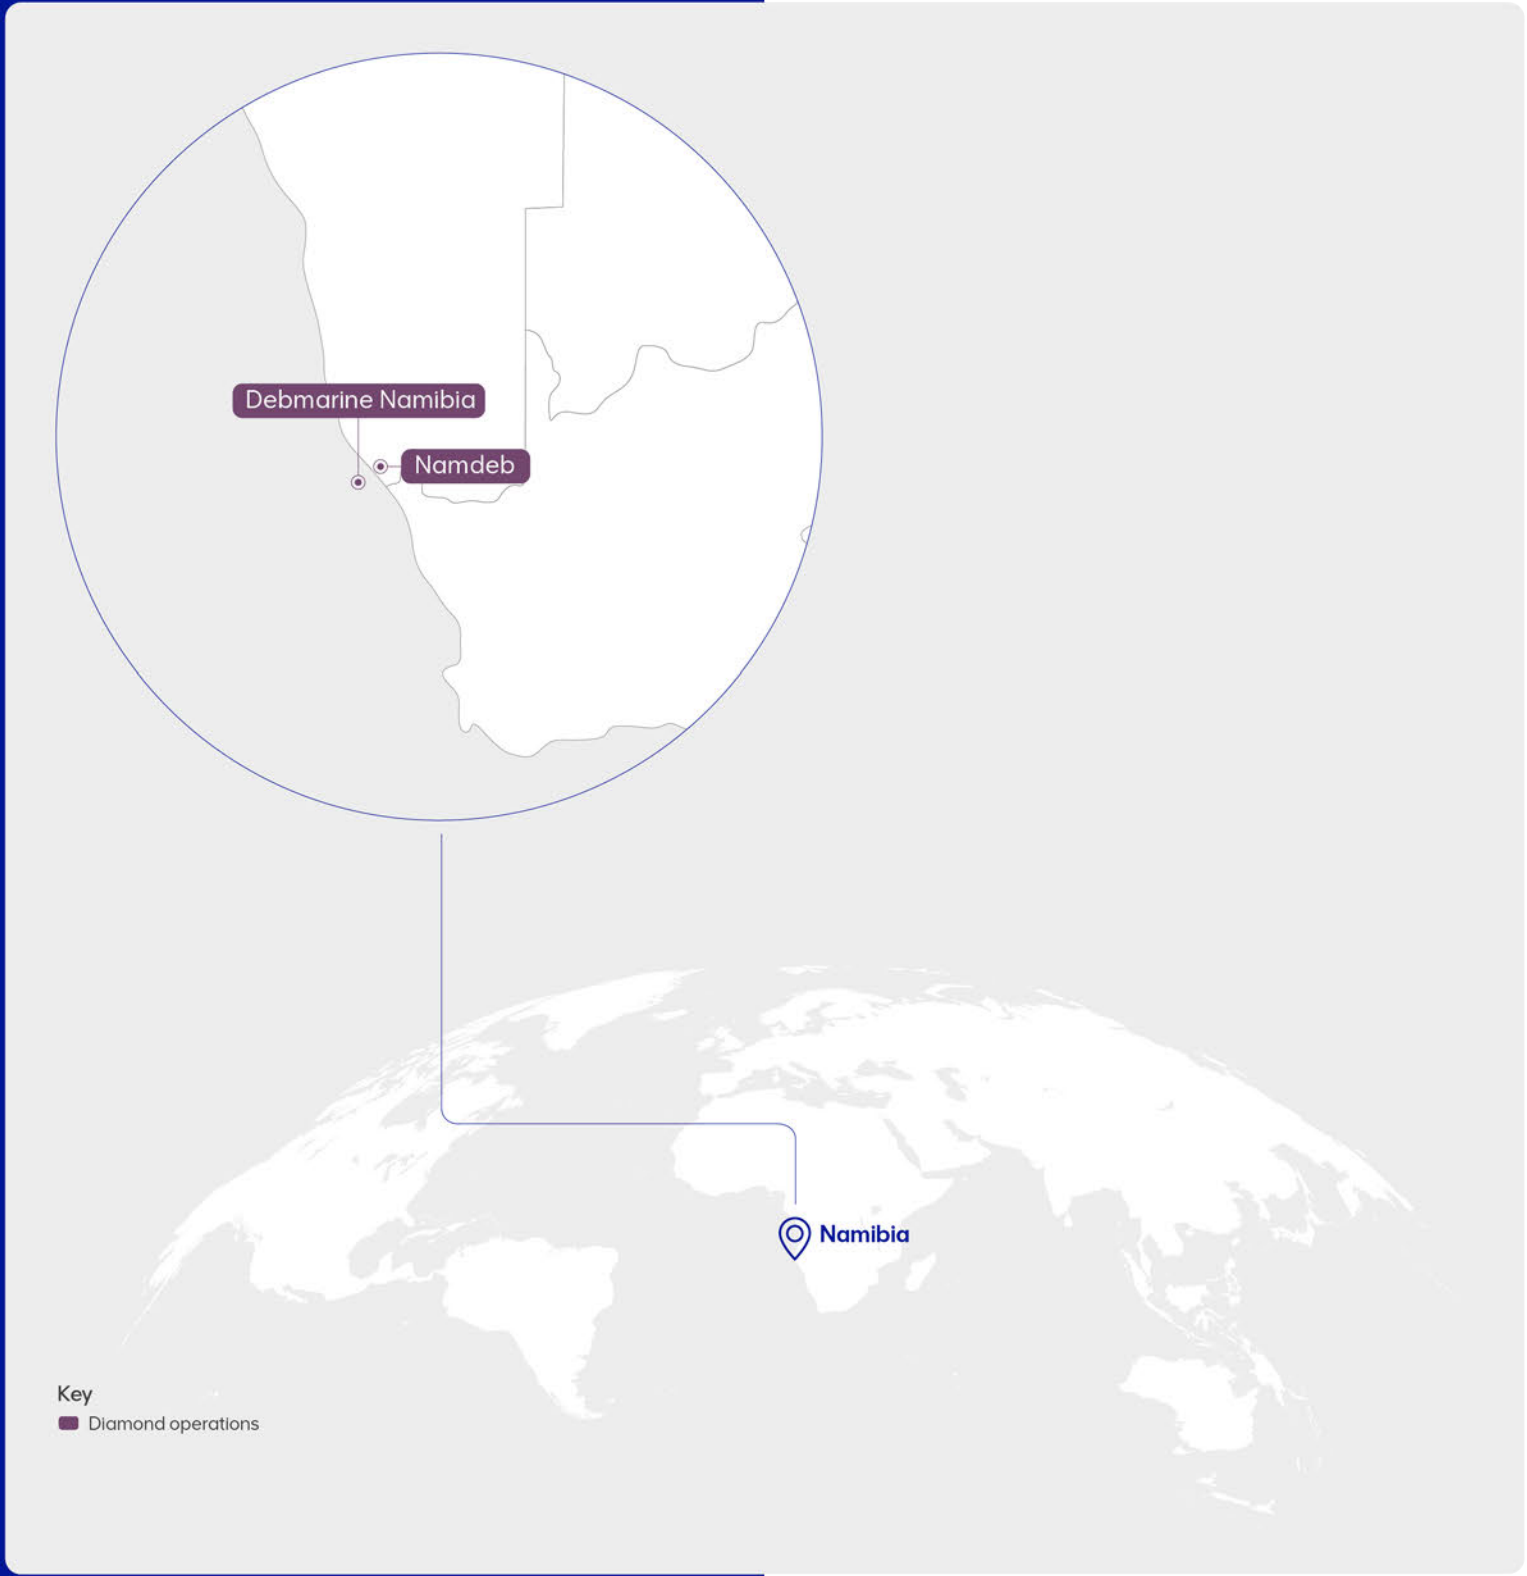 Debmarine Namibia
Namdeb
Namibia
Key
Diamond operations